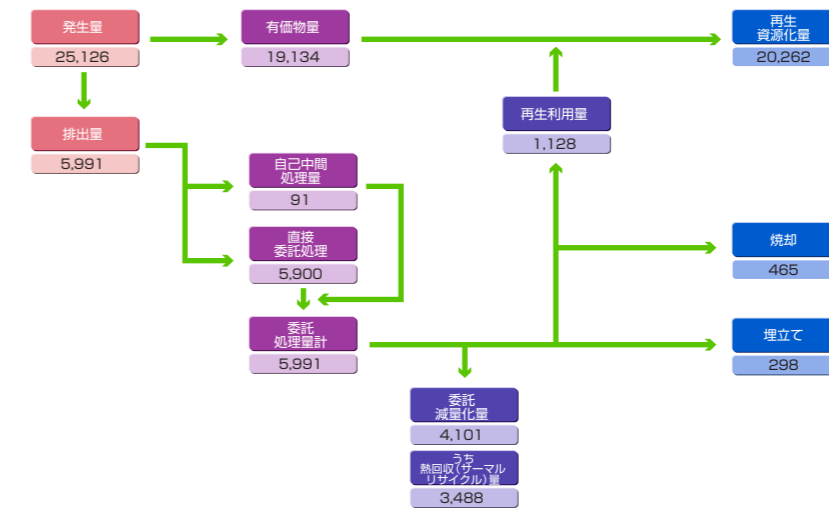 発生量
25,126
有価物量
19,134
再生
資源化量
20,262
排出量
5,991
再生利用量
1,128
自己中間
処理量
91
直接
委託処理
5,900
焼却
465
委託
処理量計
5,991
埋立て
298
委託
減量化量
4,101
うち
熱回収(サーマル
リサイクル)量
3,488